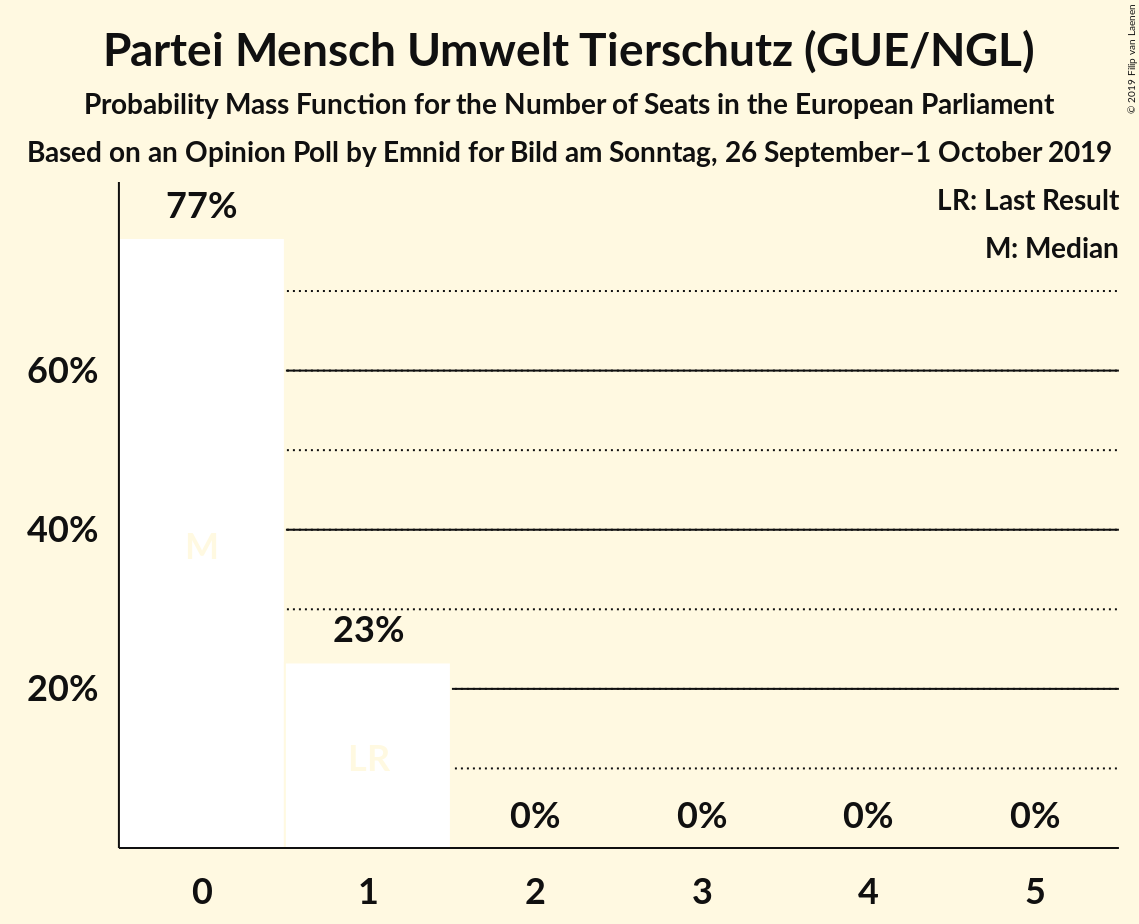 Partei Mensch Umwelt Tierschutz (GUE/NGL)
Probability Mass Function for the Number of Seats in the European Parliament
Based on an Opinion Poll by Emnid for Bild am Sonntag, 26 September–1 October 2019
© 2019 Filip van Laenen
LR: Last Result
M: Median
77%
60%
40%
M
23%
20%
LR
0% 0% 0% 0%
0 1 2 3 4 5